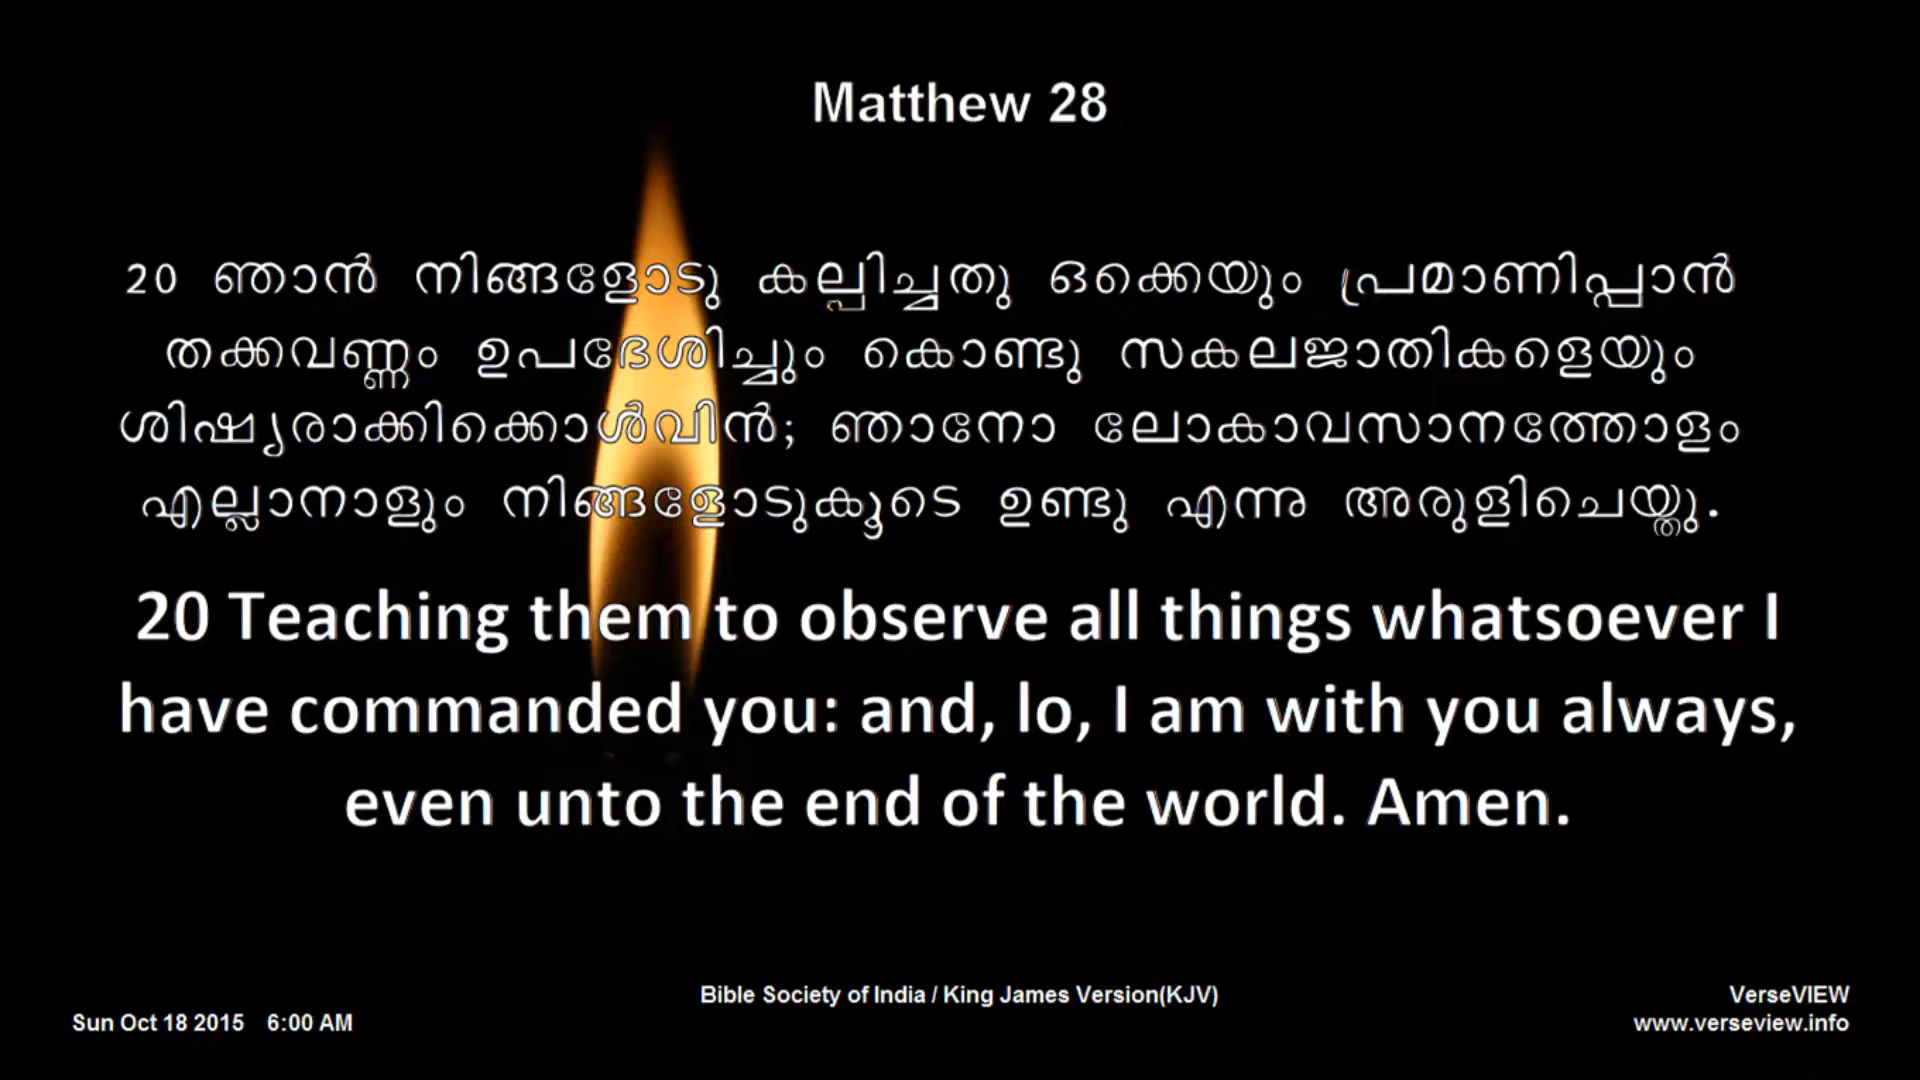 Matthew 28
20 ഞാൻ നിങ്ങളോടു കല്പിച്ചതു ഒക്കെയും പ്രമാണിപ്പാൻ
തക്കവണ്ണം ഉപദേശിച്ചും കൊണ്ടു സകലജാതികളെയും
ശിഷ്യരാക്കിക്കൊൾവിൻ; ഞാനോ ലോകാവസാനത്തോളം
എല്ലാനാളും നിങ്ങളോടുകൂടെ ഉണ്ടു എന്നു അരുളിചെയ്തു.
20 Teaching them to observe all things whatsoever I
have commanded you: and, lo, I am with you always,
even unto the end of the world. Amen.
Bible Society of India / King James Version(KJV)
VerseVIEW
Sun Oct 18 2015 6:00 AM
www.verseview.info